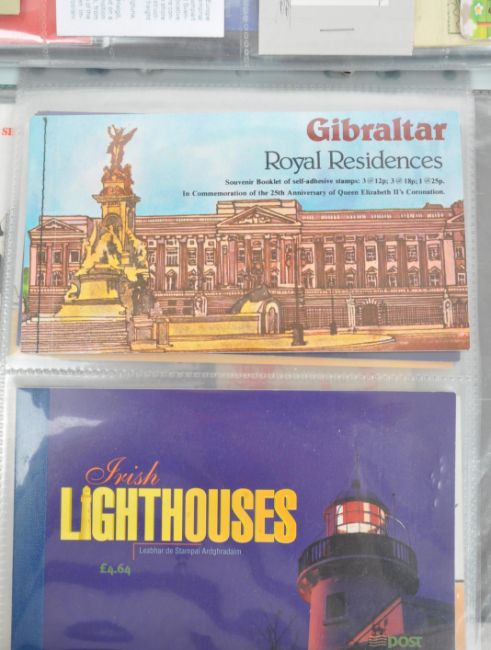 SE
Gibraltar
Royal Residences
Souvenir Booklet of self-adhesive stamps: 3@12p; 3@18p; 1@25p.
In Commemoration of the 25th Anniversary of Queen Elizabeth II's Coronation.
Irish
LIGHTHOUSES
Leabhar de Stampaí Ardghradaim
£4.64
post